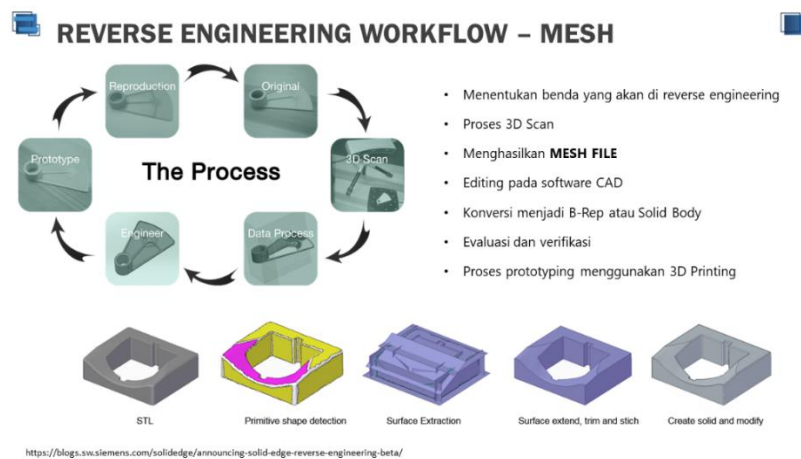 REVERSE ENGINEERING WORKFLOW – MESH
Reproduction
Original
Prototype
The Process
3D Scan
Engineer
Data Process
• Menentukan benda yang akan di reverse engineering
• Proses 3D Scan
• Menghasilkan MESH FILE
• Editing pada software CAD
• Konversi menjadi B-Rep atau Solid Body
• Evaluasi dan verifikasi
• Proses prototyping menggunakan 3D Printing
STL
Primitive shape detection
Surface Extraction
Surface extend, trim and stich
Create solid and modify
https://blogs.sw.siemens.com/solidedge/announcing-solid-edge-reverse-engineering-beta/